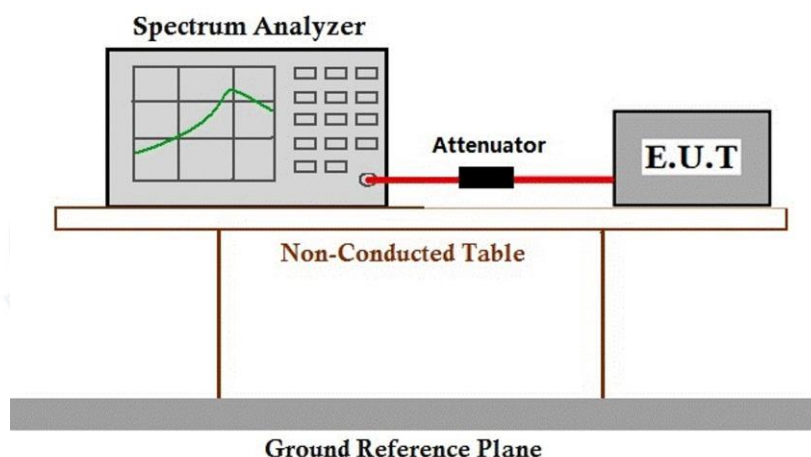 Spectrum Analyzer
Attenuator
E.U.T
Non-Conducted Table
Ground Reference Plane